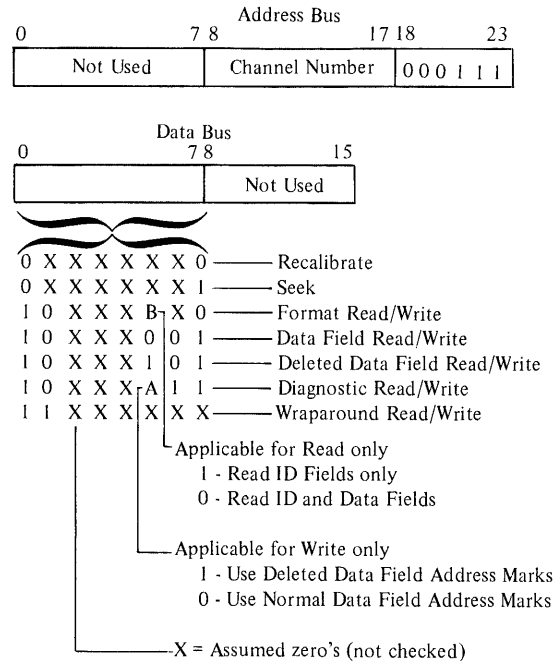 Address Bus
0 7 8 17 18 23
Not Used Channel Number 0 0 0 1 1 1
Data Bus
0 7 8 15
Not Used
0 X X X X X X 0 Recalibrate
0 X X X X X X 1 Seek
1 0 X X X B X 0 Format Read/Write
1 0 X X X 0 0 1 Data Field Read/Write
1 0 X X X 1 0 1 Deleted Data Field Read/Write
1 0 X X X A 1 1 Diagnostic Read/Write
1 1 X X X X X X Wraparound Read/Write
Applicable for Read only
1 - Read ID Fields only
0 - Read ID and Data Fields
Applicable for Write only
1 - Use Deleted Data Field Address Marks
0 - Use Normal Data Field Address Marks
X = Assumed zero's (not checked)